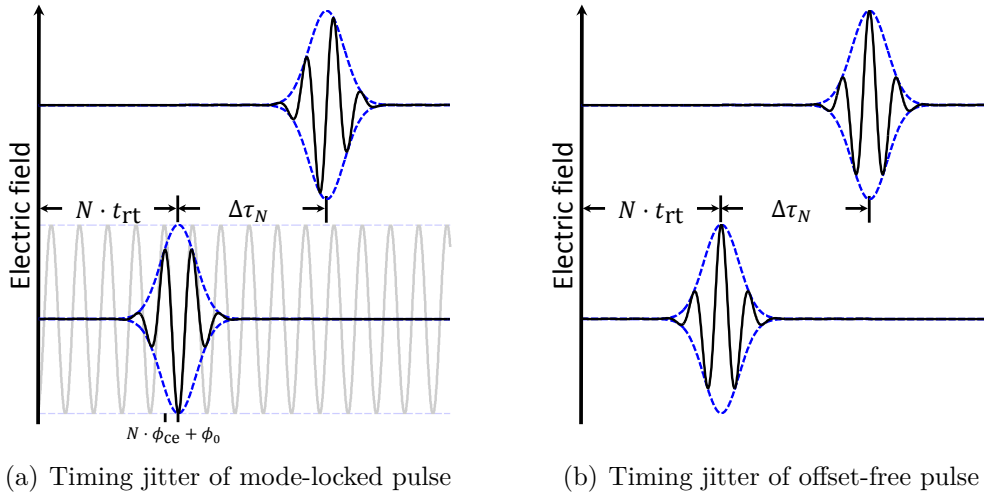 Electric field
N · t_rt
Δτ_N
N · ϕ_ce + ϕ_0
(a) Timing jitter of mode-locked pulse
Electric field
N · t_rt
Δτ_N
(b) Timing jitter of offset-free pulse